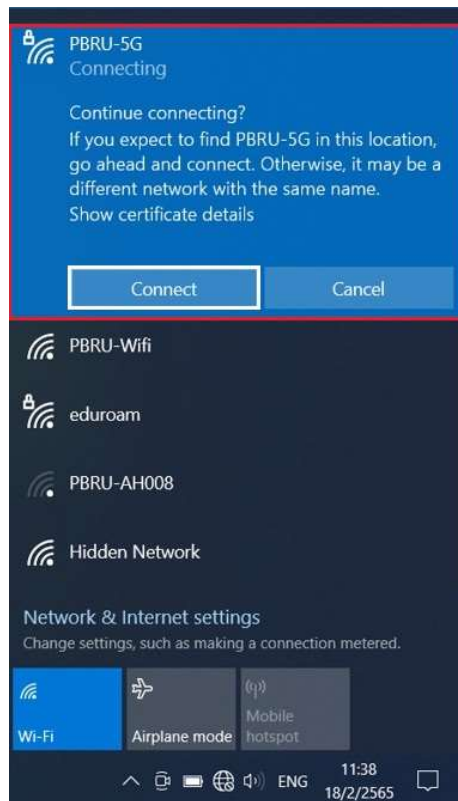 PBRU-5G
Connecting
Continue connecting?
If you expect to find PBRU-5G in this location,
go ahead and connect. Otherwise, it may be a
different network with the same name.
Show certificate details
Connect Cancel
PBRU-Wifi
eduroam
PBRU-AH008
Hidden Network
Network & Internet settings
Change settings, such as making a connection metered.
Wi-Fi
Airplane mode
Mobile
hotspot
ENG
11:38
18/2/2565